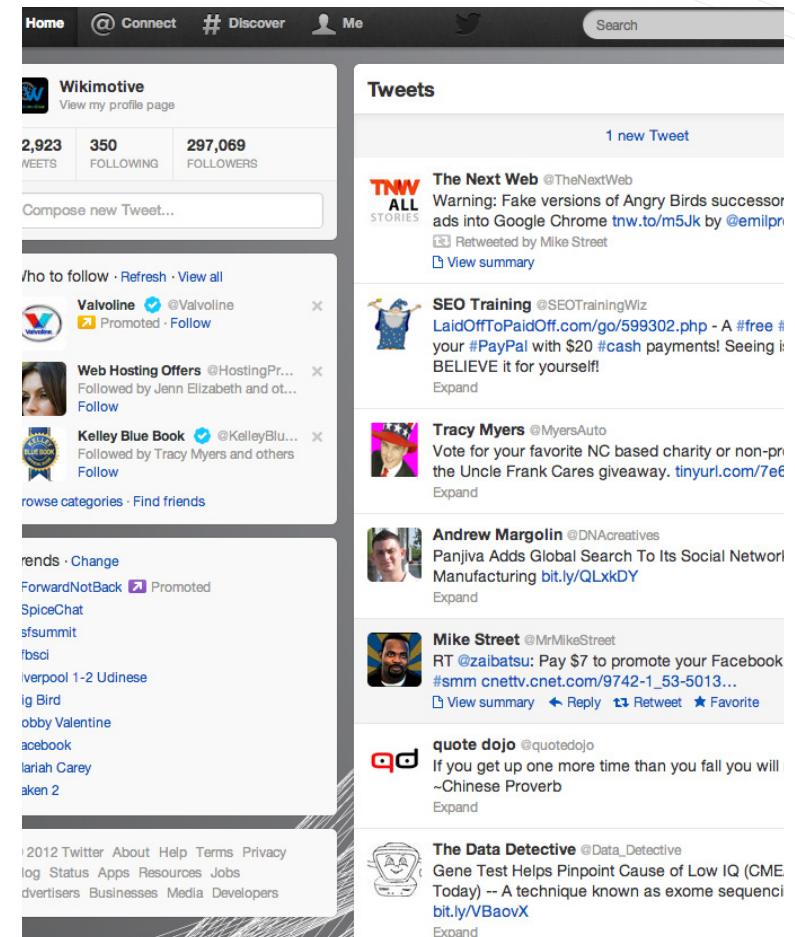 Home @ Connect # Discover Me
Search
Wikimotive
View my profile page
2,923 350 297,069
WEETS FOLLOWING FOLLOWERS
Compose new Tweet...
Who to follow · Refresh · View all
Valvoline @Valvoline
Promoted · Follow
Web Hosting Offers @HostingPr...
Followed by Jenn Elizabeth and ot...
Follow
Kelley Blue Book @KelleyBlu...
Followed by Tracy Myers and others
Follow
rowse categories · Find friends
rends · Change
ForwardNotBack Promoted
SpiceChat
sfsummit
fbsci
iverpool 1-2 Udinese
ig Bird
obby Valentine
acebook
ariah Carey
aken 2
2012 Twitter About Help Terms Privacy
log Status Apps Resources Jobs
dvertisers Businesses Media Developers
Tweets
1 new Tweet
TNW
ALL
STORIES
The Next Web @TheNextWeb
Warning: Fake versions of Angry Birds successor
ads into Google Chrome tnw.to/m5Jk by @emilpr
Retweeted by Mike Street
View summary
SEO Training @SEOTrainingWiz
LaidOffToPaidOff.com/go/599302.php - A #free #
your #PayPal with $20 #cash payments! Seeing is
BELIEVE it for yourself!
Expand
Tracy Myers @MyersAuto
Vote for your favorite NC based charity or non-pr
the Uncle Frank Cares giveaway. tinyurl.com/7e6
Expand
Andrew Margolin @DNAcreatives
Panjiva Adds Global Search To Its Social Network
Manufacturing bit.ly/QLxkDY
Expand
Mike Street @MrMikeStreet
RT @zaibatsu: Pay $7 to promote your Facebook
#smm cnettv.cnet.com/9742-1_53-5013...
View summary Reply Retweet Favorite
qd
quote dojo @quotedojo
If you get up one more time than you fall you will
~Chinese Proverb
Expand
The Data Detective @Data_Detective
Gene Test Helps Pinpoint Cause of Low IQ (CME
Today) -- A technique known as exome sequenci
bit.ly/VBaovX
Expand